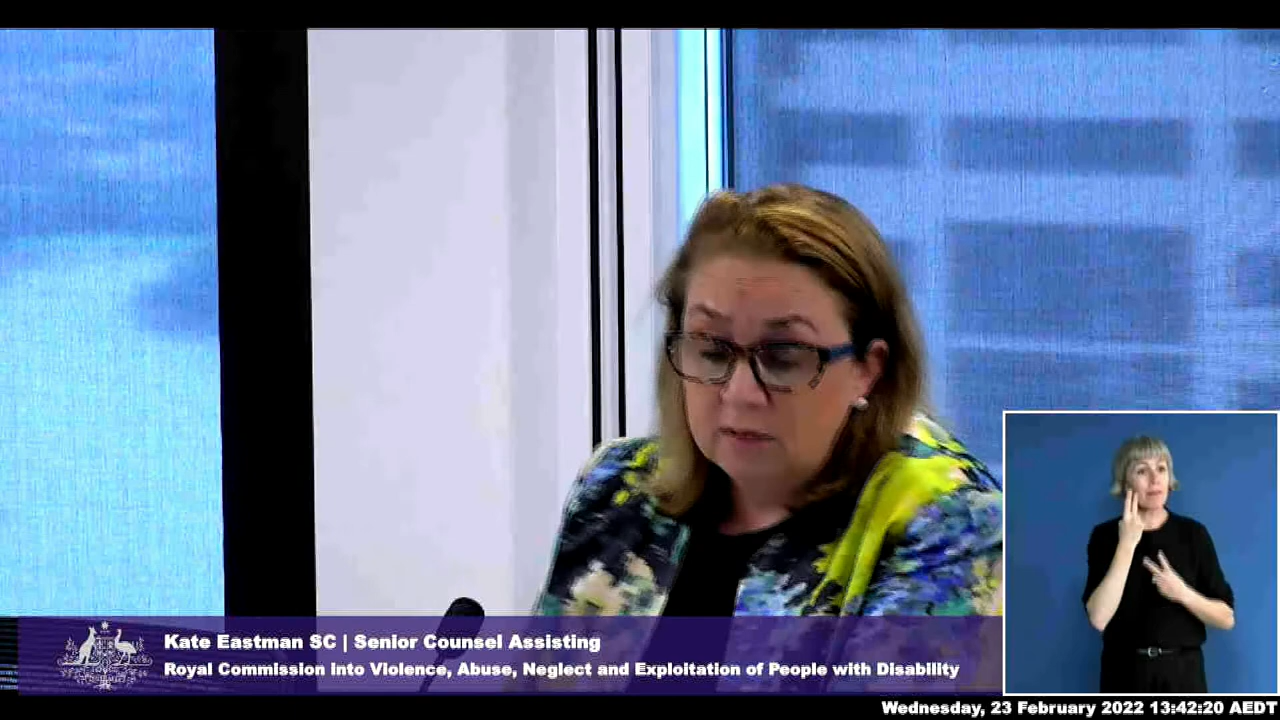 Kate Eastman SC | Senior Counsel Assisting
Royal Commission into Violence, Abuse, Neglect and Exploitation of People with Disability
Wednesday, 23 February 2022 13:42:20 AEDT